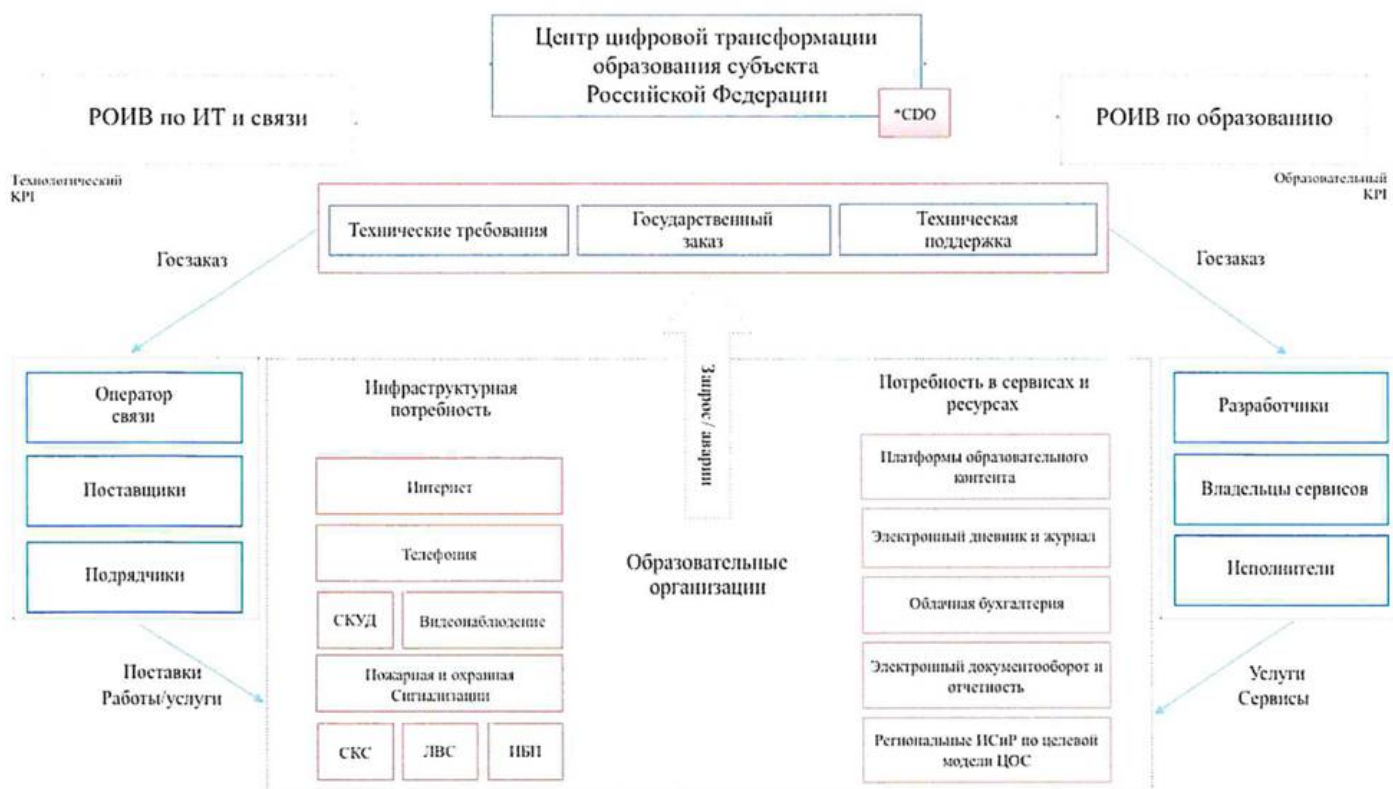 Центр цифровой трансформации
образования субъекта
Российской Федерации
*CDO
РОИВ по ИТ и связи
РОИВ по образованию
Технологический
KPI
Образовательный
KPI
Технические требования
Государственный
заказ
Техническая
поддержка
Госзаказ
Госзаказ
Оператор
связи
Поставщики
Подрядчики
Инфраструктурная
потребность
Интернет
Телефония
СКУД
Видеонаблюдение
Пожарная и охранная
Сигнализации
СКС
ЛВС
ИБП
Запрос/ аварии
Образовательные
организации
Потребность в сервисах и
ресурсах
Платформы образовательного
контента
Электронный дневник и журнал
Облачная бухгалтерия
Электронный документооборот и
отчетность
Региональные ИСиР по целевой
модели ЦОС
Разработчики
Владельцы сервисов
Исполнители
Поставки
Работы/услуги
Услуги
Сервисы